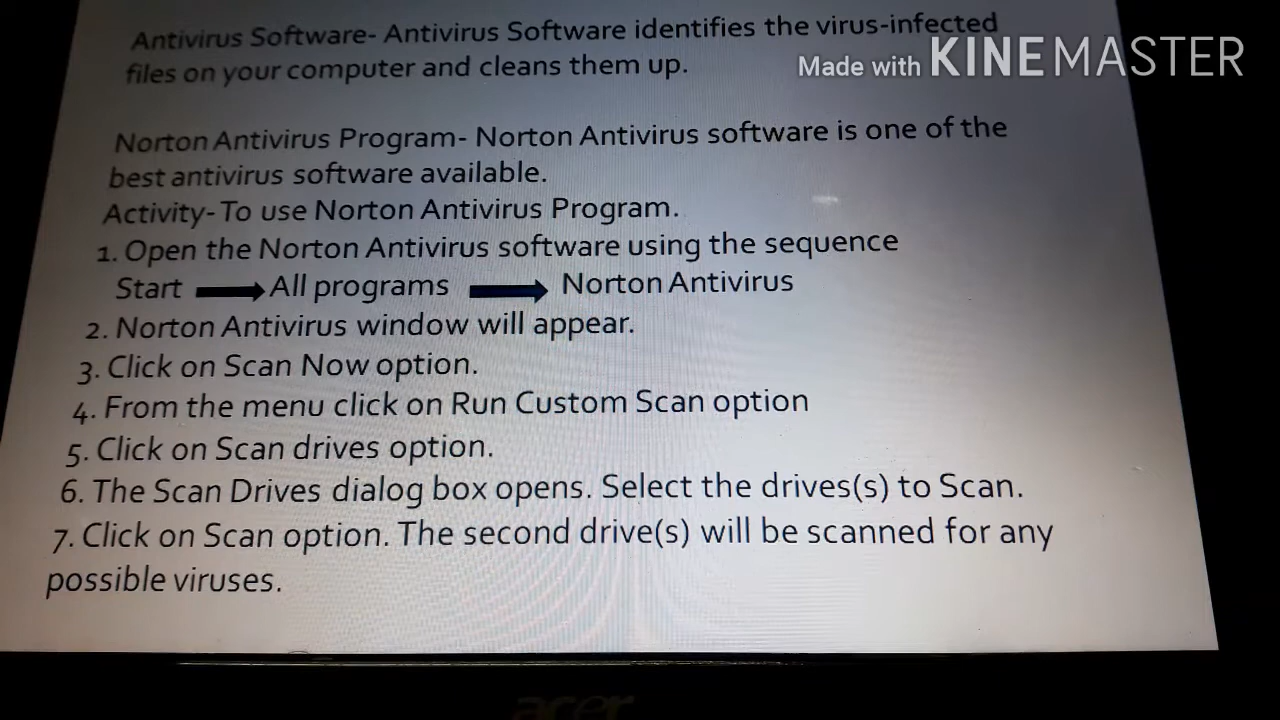 Antivirus Software- Antivirus Software identifies the virus-infected
files on your computer and cleans them up.
Made with KINEMASTER
Norton Antivirus Program- Norton Antivirus software is one of the
best antivirus software available.
Activity- To use Norton Antivirus Program.
1. Open the Norton Antivirus software using the sequence
Start All programs Norton Antivirus
2. Norton Antivirus window will appear.
3. Click on Scan Now option.
4. From the menu click on Run Custom Scan option
5. Click on Scan drives option.
6. The Scan Drives dialog box opens. Select the drives(s) to Scan.
7. Click on Scan option. The second drive(s) will be scanned for any
possible viruses.
acer